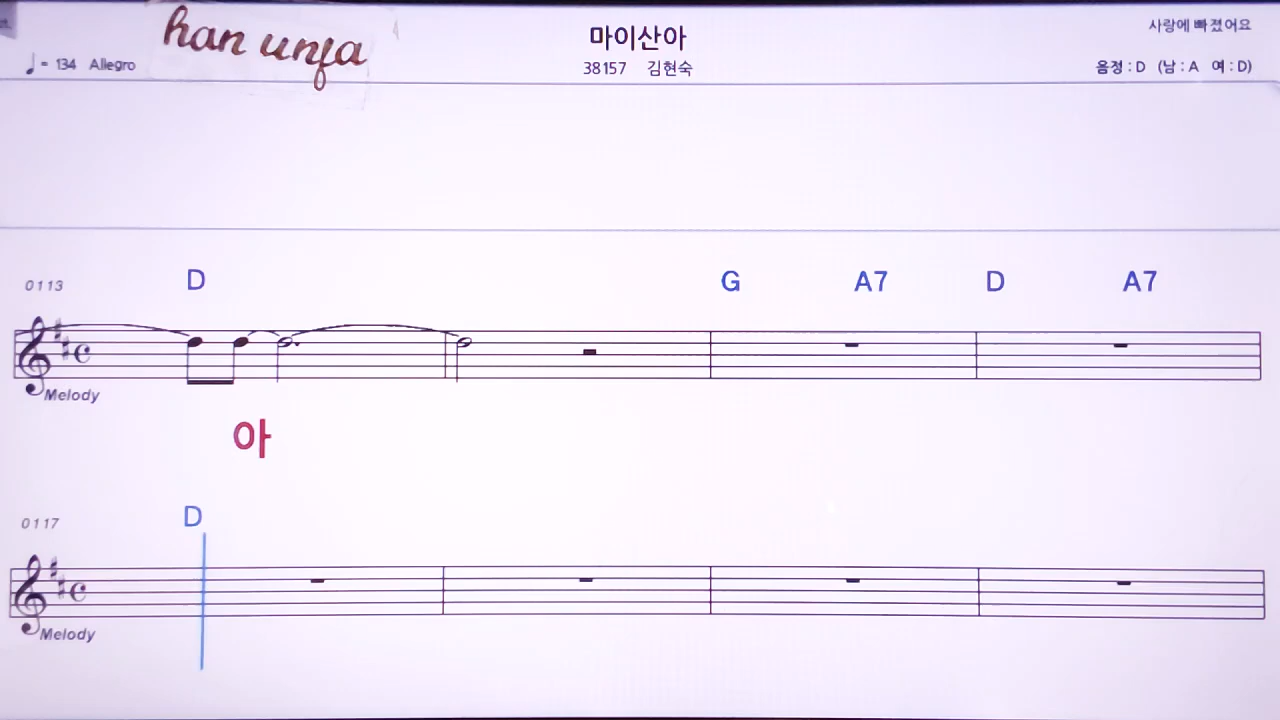 han unfa
마이산아
사랑에 빠졌어요
♩= 134 Allegro
38157 김현숙
음정 : D (남 : A 여 : D)
0113 D G A7 D A7
Melody
아
0117 D
Melody